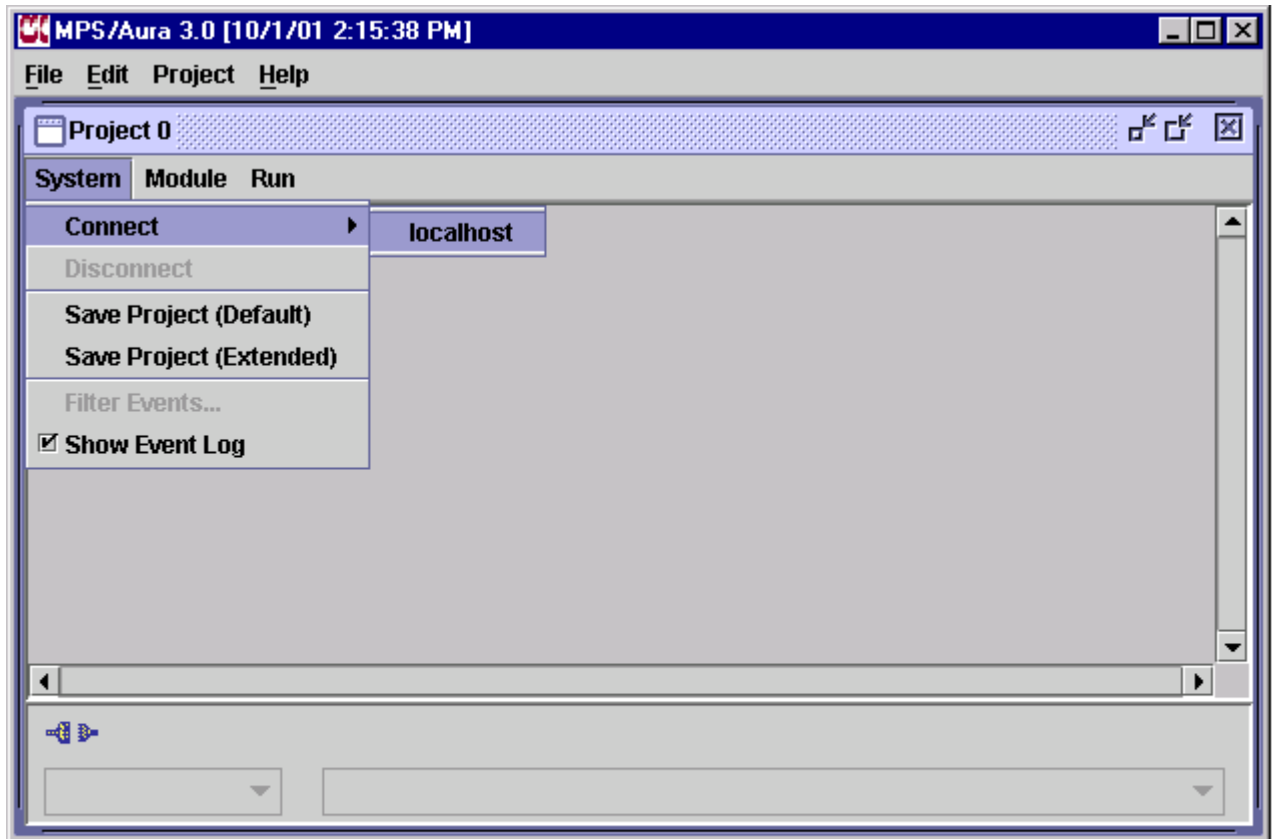 MPS/Aura 3.0 [10/1/01 2:15:38 PM]
File Edit Project Help
Project 0
System Module Run
Connect localhost
Disconnect
Save Project (Default)
Save Project (Extended)
Filter Events...
Show Event Log